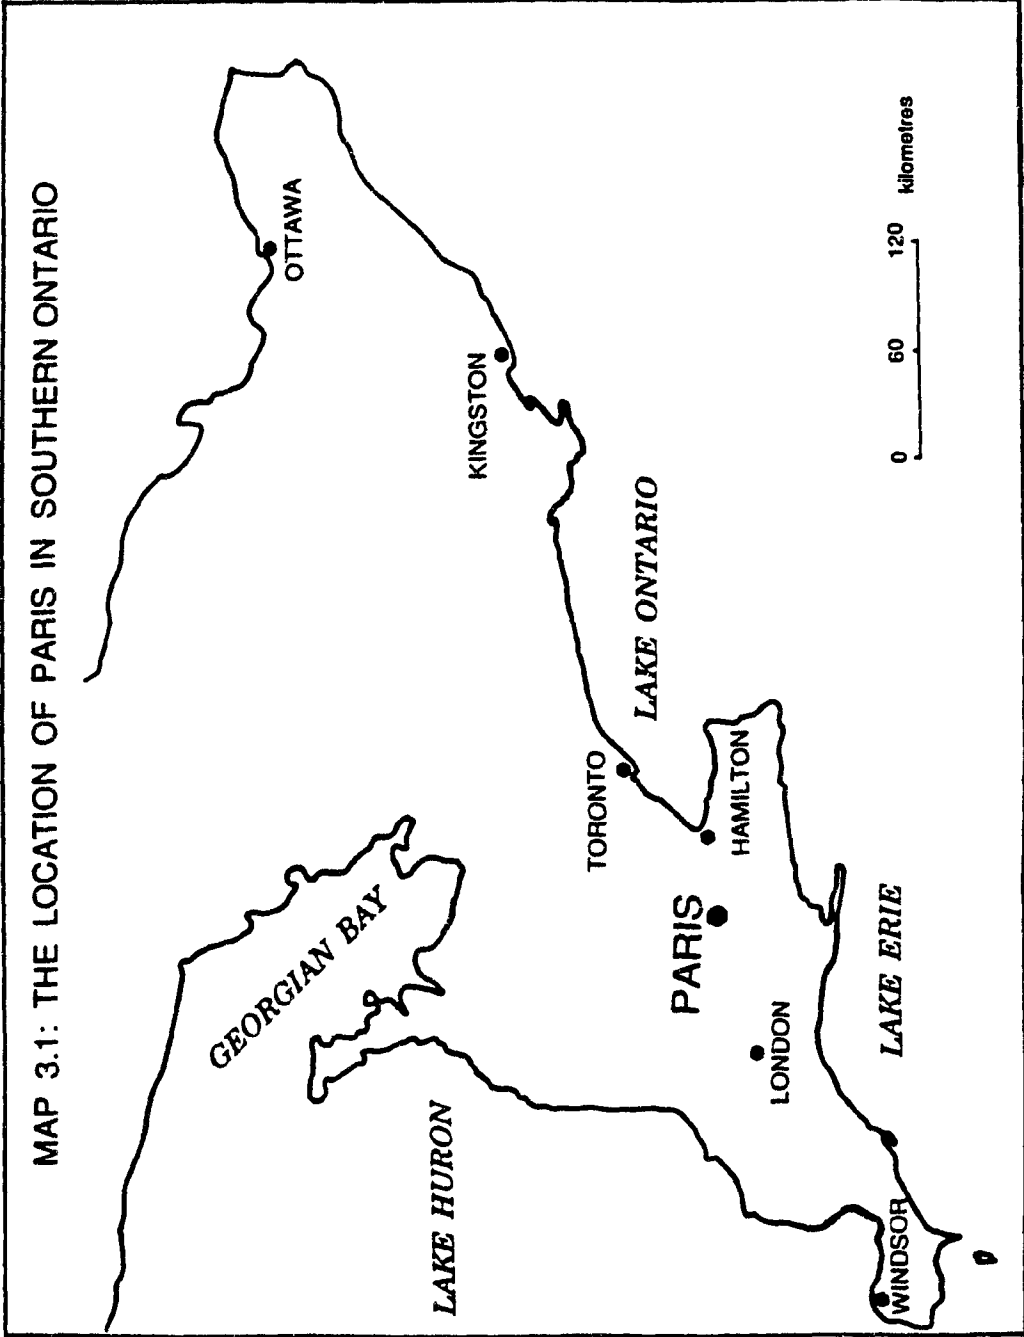 MAP 3.1: THE LOCATION OF PARIS IN SOUTHERN ONTARIO
OTTAWA
KINGSTON
GEORGIAN BAY
TORONTO
LAKE ONTARIO
LAKE HURON
PARIS
HAMILTON
LONDON
LAKE ERIE
WINDSOR
0 60 120 kilometres